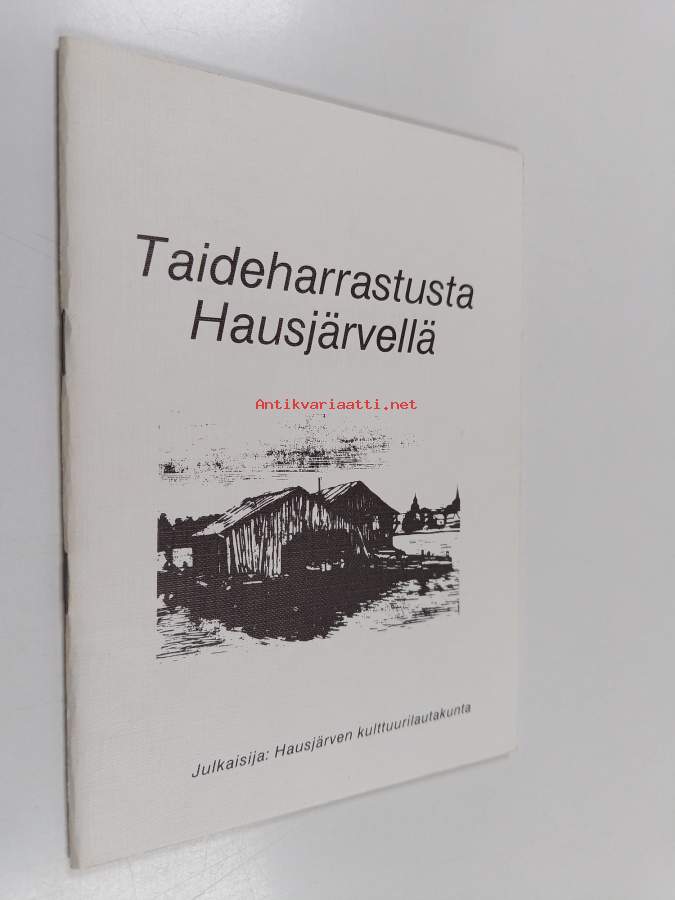 Taideharrastusta
Hausjärvellä
Antikvariaatti.net
Julkaisija: Hausjärven kulttuurilautakunta